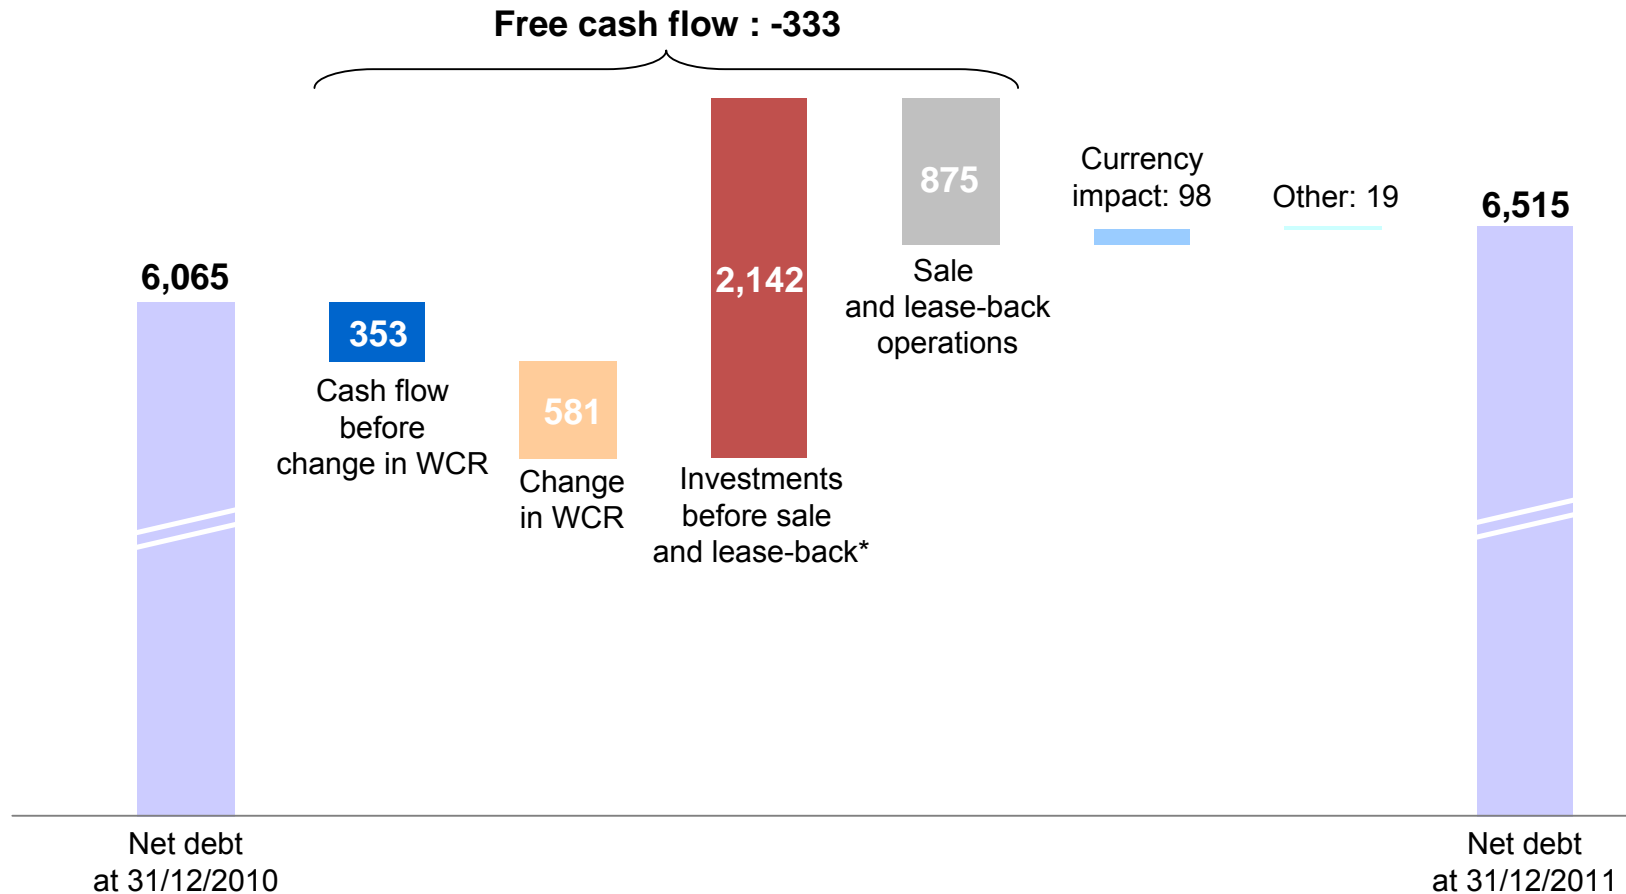 Free cash flow : -333
6,065
353
Cash flow
before
change in WCR
581
Change
in WCR
2,142
Investments
before sale
and lease-back*
875
Sale
and lease-back
operations
Currency
impact: 98
Other: 19
6,515
Net debt
at 31/12/2010
Net debt
at 31/12/2011